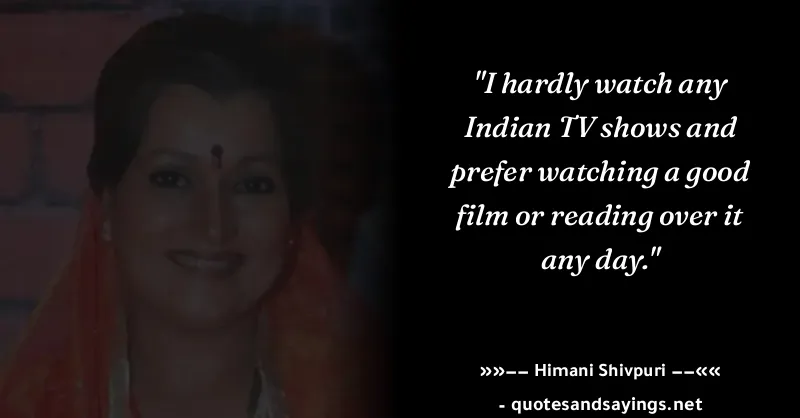 "I hardly watch any
Indian TV shows and
prefer watching a good
film or reading over it
any day."
»»−− Himani Shivpuri −−««
- quotesandsayings.net